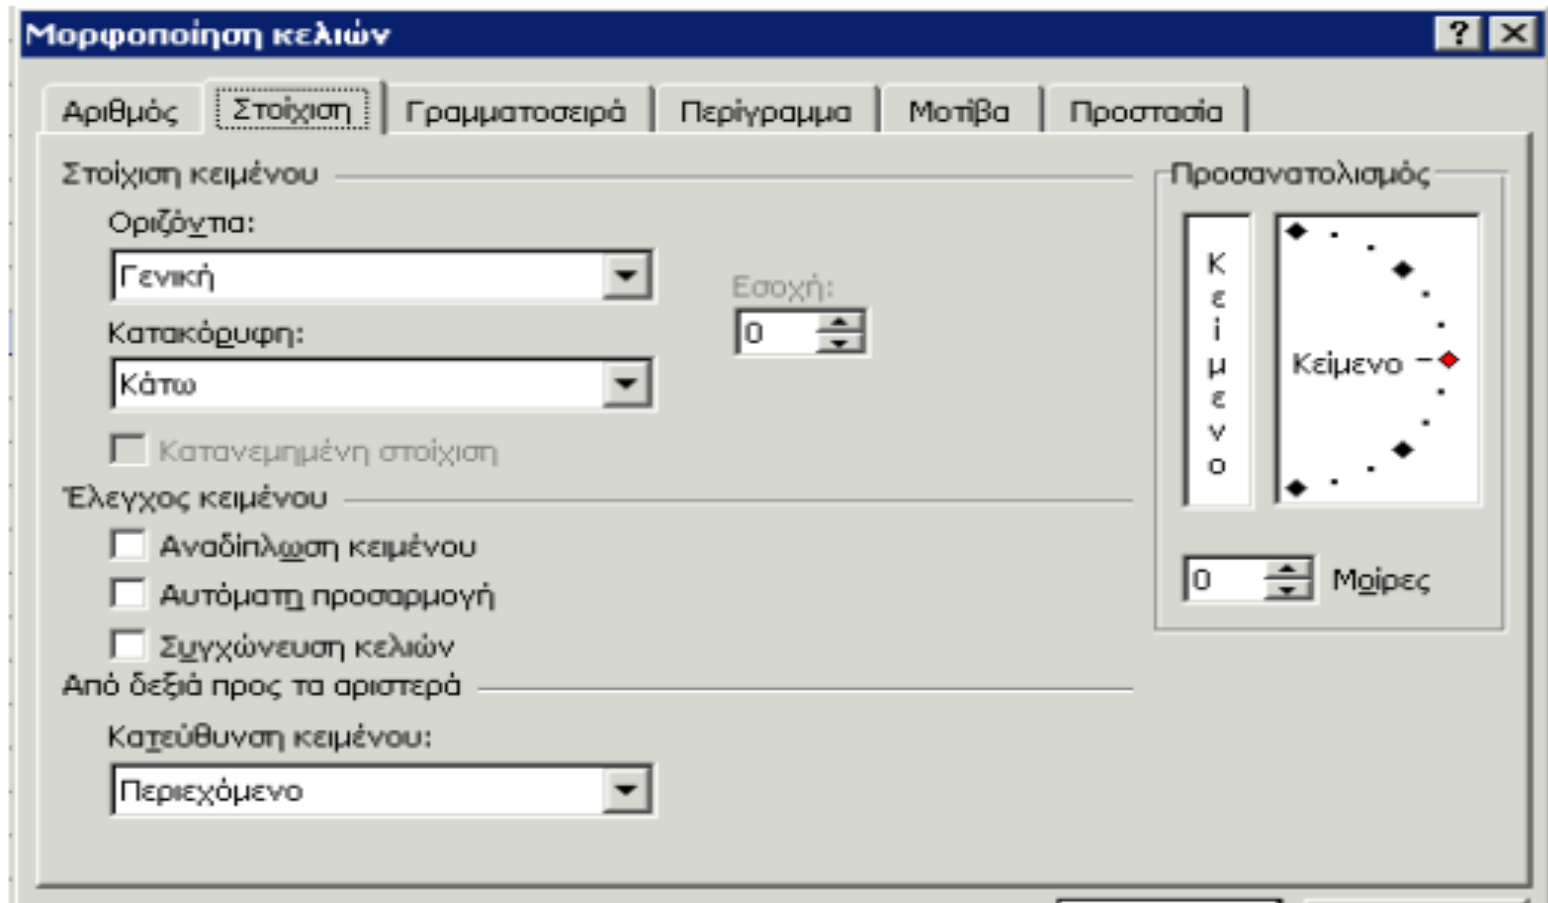 Μορφοποίηση κελιών
Αριθμός Στοίχιση Γραμματοσειρά Περίγραμμα Μοτίβα Προστασία
Στοίχιση κειμένου
Οριζόντια:
Γενική
Εσοχή:
0
Κατακόρυφη:
Κάτω
Κατανεμημένη στοίχιση
Έλεγχος κειμένου
Αναδίπλωση κειμένου
Αυτόματη προσαρμογή
Συγχώνευση κελιών
Από δεξιά προς τα αριστερά
Κατεύθυνση κειμένου:
Περιεχόμενο
Προσανατολισμός
Κείμενο
Κείμενο
0 Μοίρες